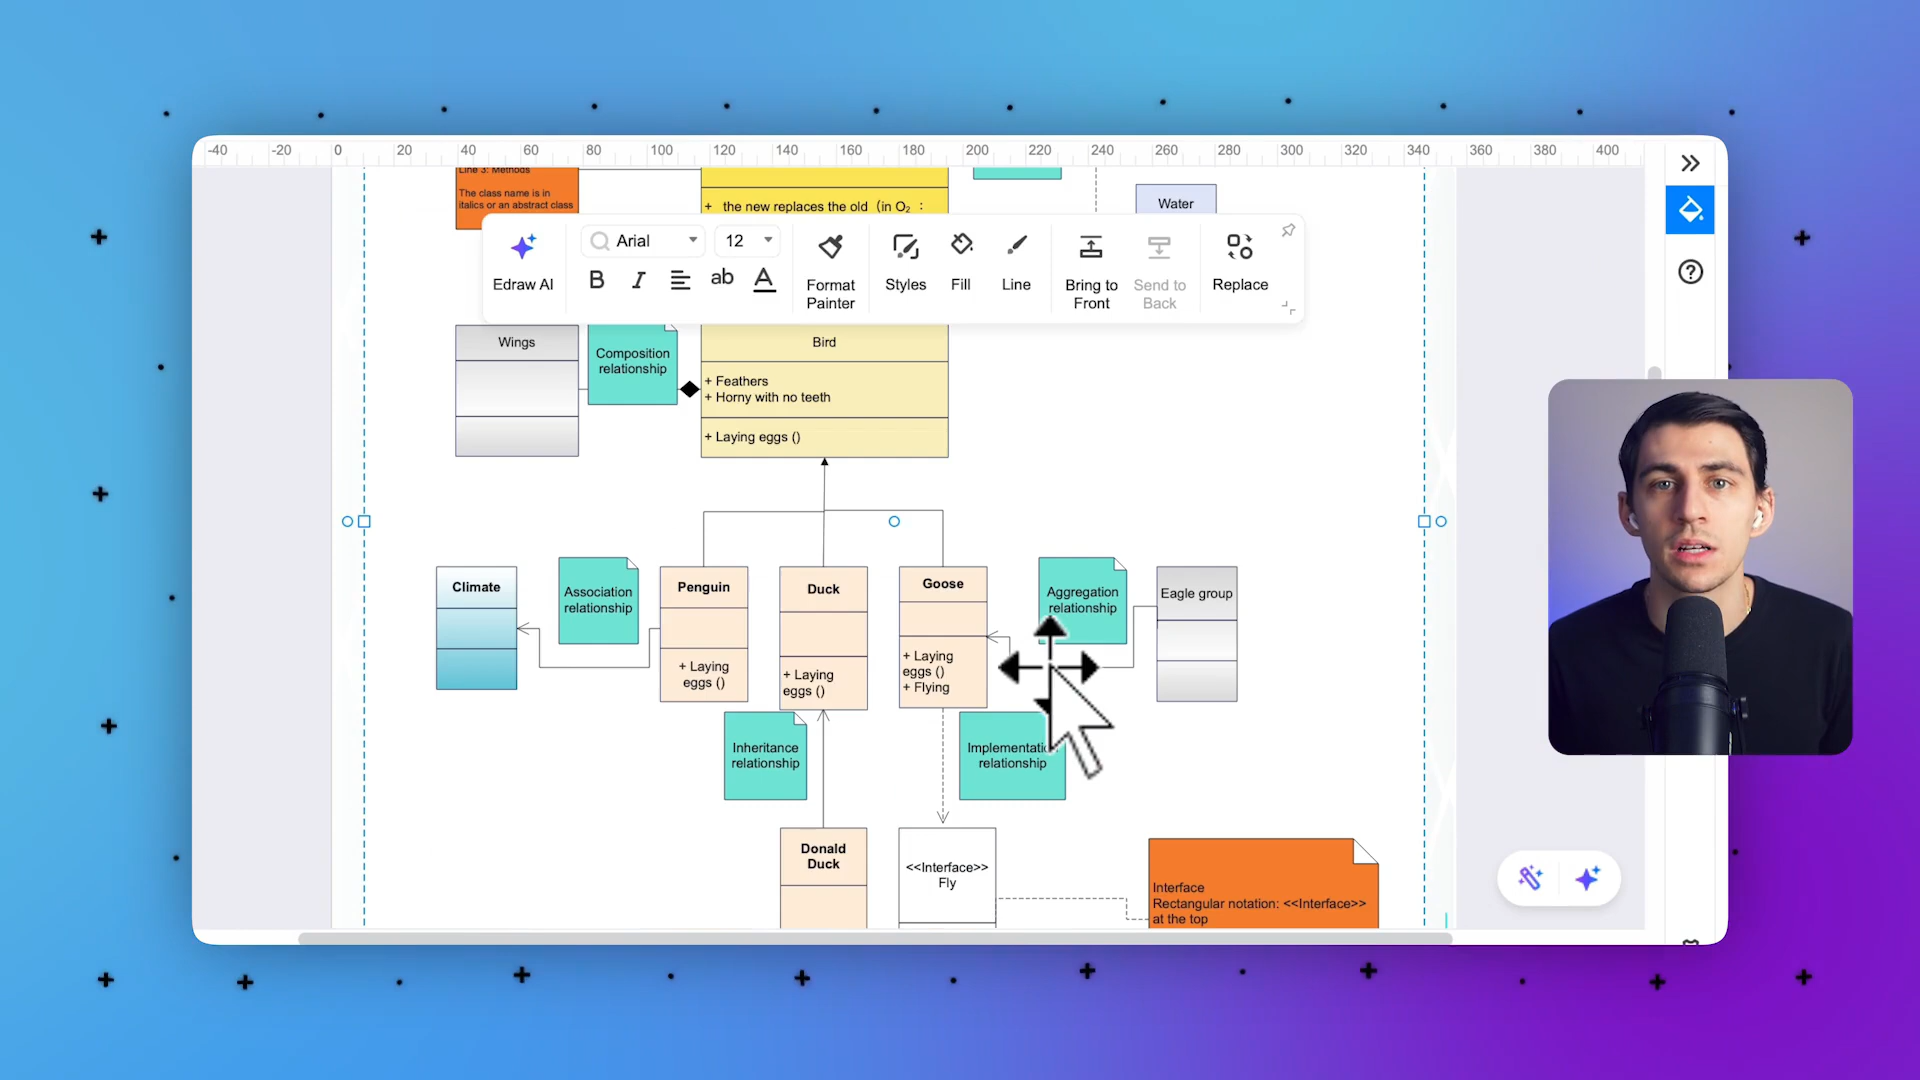 -40 -20 0 20 40 60 80 100 120 140 160 180 200 220 240 260 280 300 320 340 360 380 400
Line 3: Methods
The class name is in
italics or an abstract class
+ the new replaces the old（in O₂ ：
Water
Edraw AI
Arial
12
B I ab A
Format
Painter
Styles
Fill
Line
Bring to
Front
Send to
Back
Replace
Wings
Composition
relationship
Bird
+ Feathers
+ Horny with no teeth
+ Laying eggs ()
Climate
Association
relationship
Penguin
+ Laying
eggs ()
Duck
+ Laying
eggs ()
Goose
+ Laying
eggs ()
+ Flying
Aggregation
relationship
Eagle group
Inheritance
relationship
Implementation
relationship
Donald
Duck
<<Interface>>
Fly
Interface
Rectangular notation: <<Interface>>
at the top